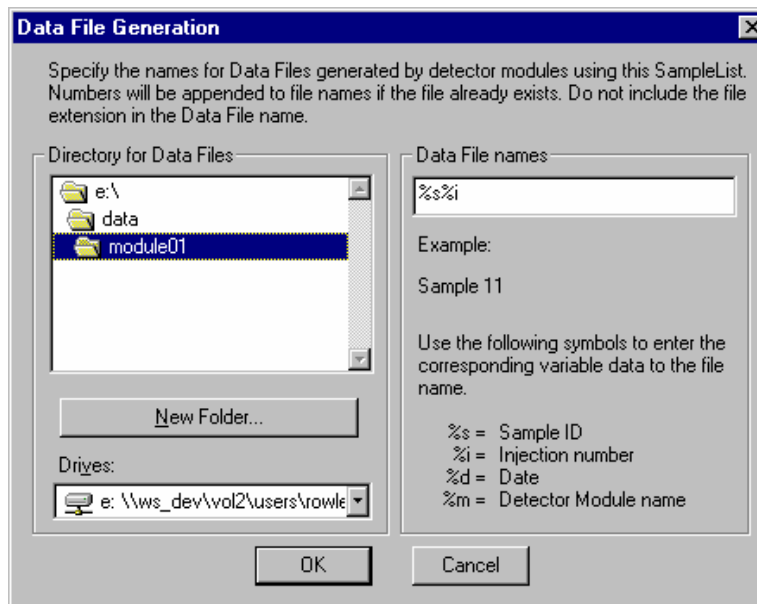 Data File Generation
Specify the names for Data Files generated by detector modules using this SampleList.
Numbers will be appended to file names if the file already exists. Do not include the file
extension in the Data File name.
Directory for Data Files
e:\
data
module01
New Folder...
Drives:
e: \\ws_dev\vol2\users\rowle
Data File names
%s%i
Example:
Sample 11
Use the following symbols to enter the
corresponding variable data to the file
name.
%s = Sample ID
%i = Injection number
%d = Date
%m = Detector Module name
OK
Cancel